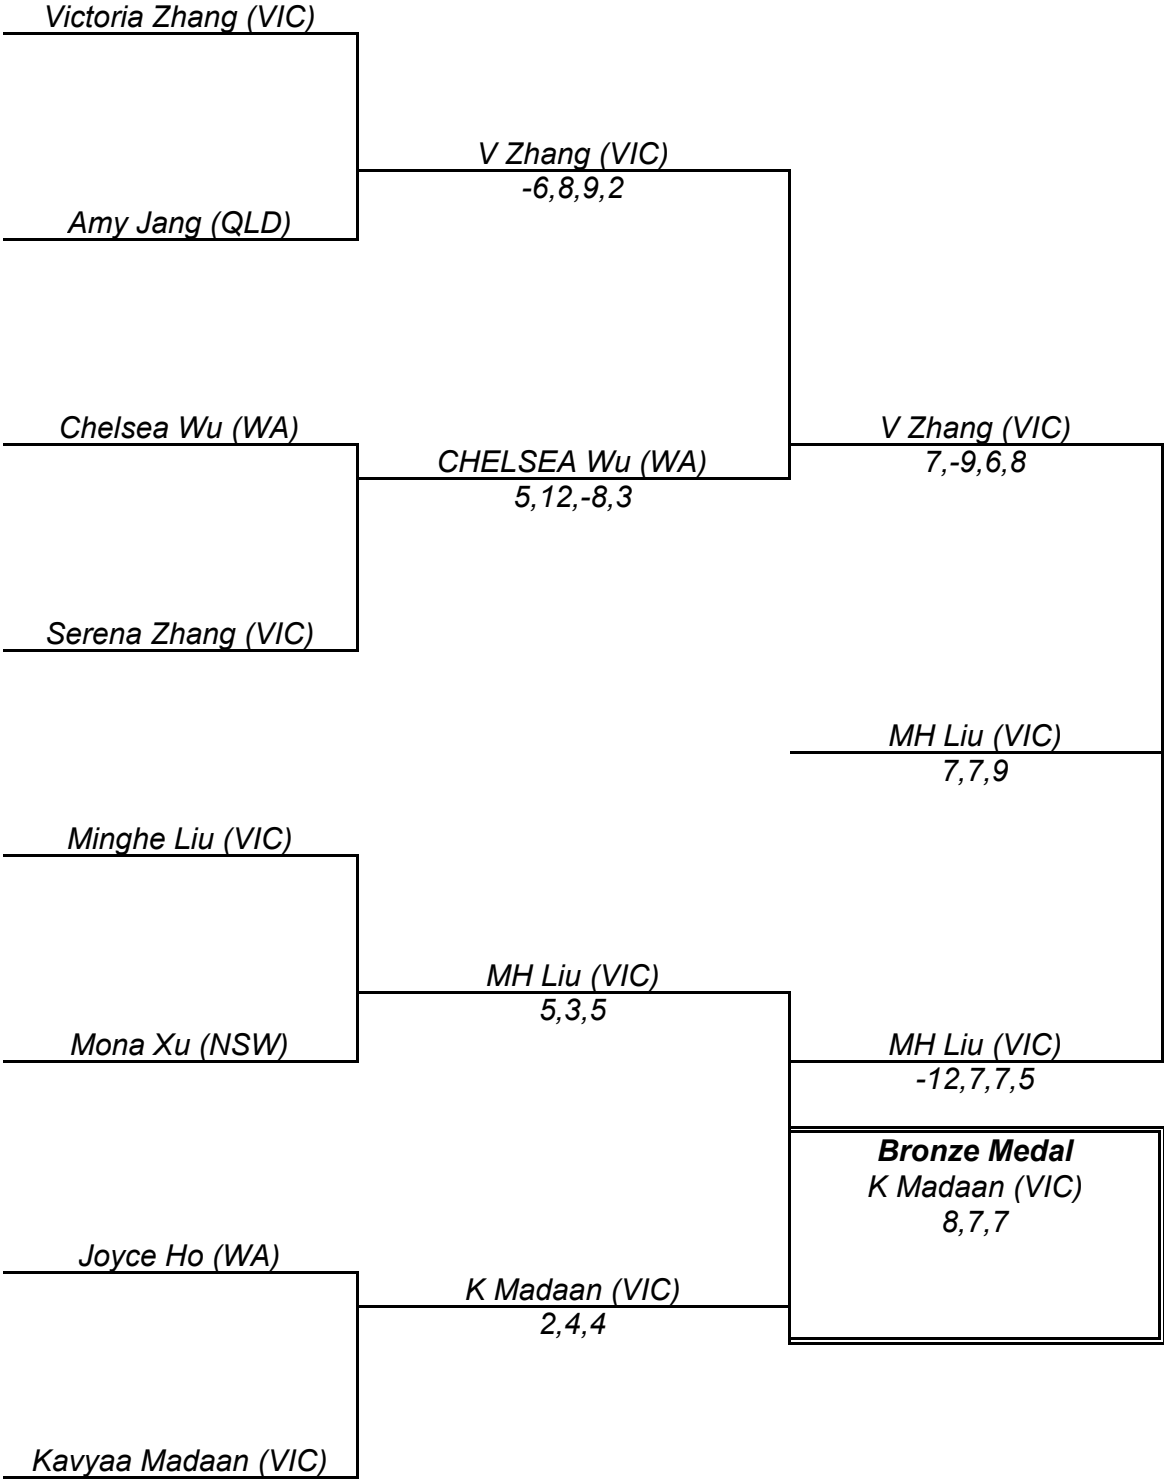 Victoria Zhang (VIC)
V Zhang (VIC)
-6,8,9,2
Amy Jang (QLD)
Chelsea Wu (WA)
V Zhang (VIC)
7,-9,6,8
CHELSEA Wu (WA)
5,12,-8,3
Serena Zhang (VIC)
MH Liu (VIC)
7,7,9
Minghe Liu (VIC)
MH Liu (VIC)
5,3,5
Mona Xu (NSW)
MH Liu (VIC)
-12,7,7,5
Bronze Medal
K Madaan (VIC)
8,7,7
Joyce Ho (WA)
K Madaan (VIC)
2,4,4
Kavyaa Madaan (VIC)